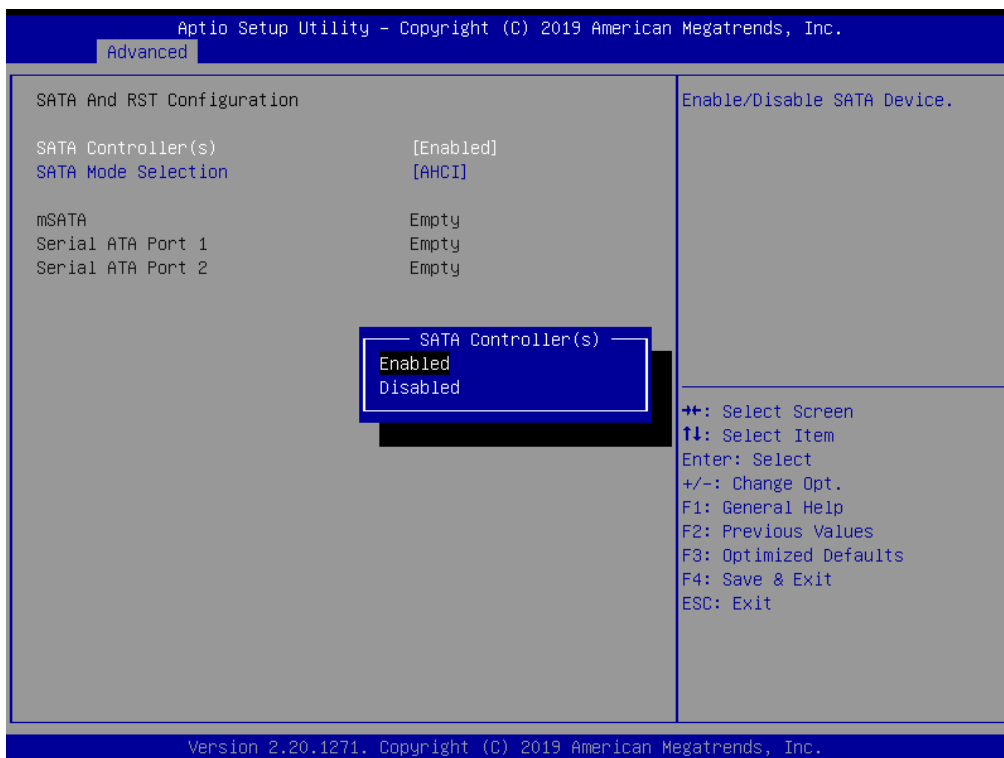 Aptio Setup Utility – Copyright (C) 2019 American Megatrends, Inc.
Advanced
SATA And RST Configuration
SATA Controller(s) [Enabled]
SATA Mode Selection [AHCI]
mSATA Empty
Serial ATA Port 1 Empty
Serial ATA Port 2 Empty
SATA Controller(s)
Enabled
Disabled
Enable/Disable SATA Device.
→←: Select Screen
↑↓: Select Item
Enter: Select
+/-: Change Opt.
F1: General Help
F2: Previous Values
F3: Optimized Defaults
F4: Save & Exit
ESC: Exit
Version 2.20.1271. Copyright (C) 2019 American Megatrends, Inc.